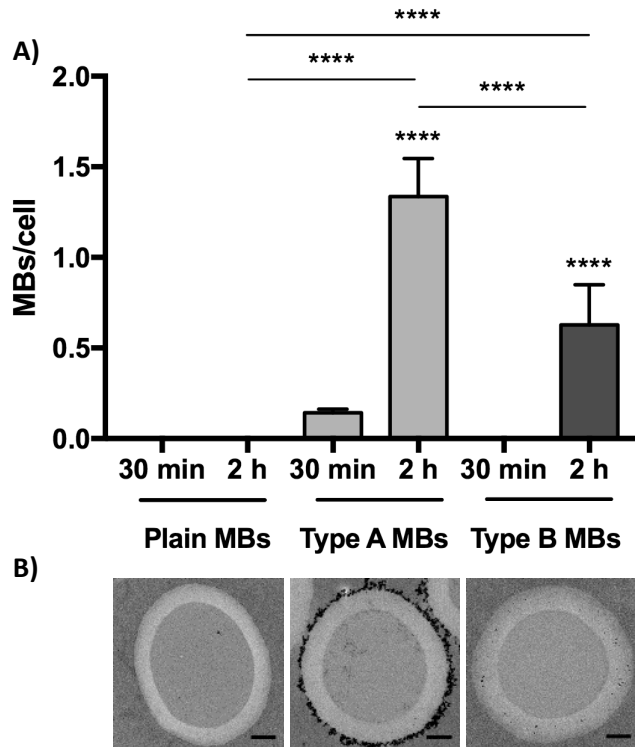 ****
A)
****
****
2.0
****
1.5
MBs/cell
1.0
****
0.5
0.0
30 min 2 h 30 min 2 h 30 min 2 h
Plain MBs Type A MBs Type B MBs
B)